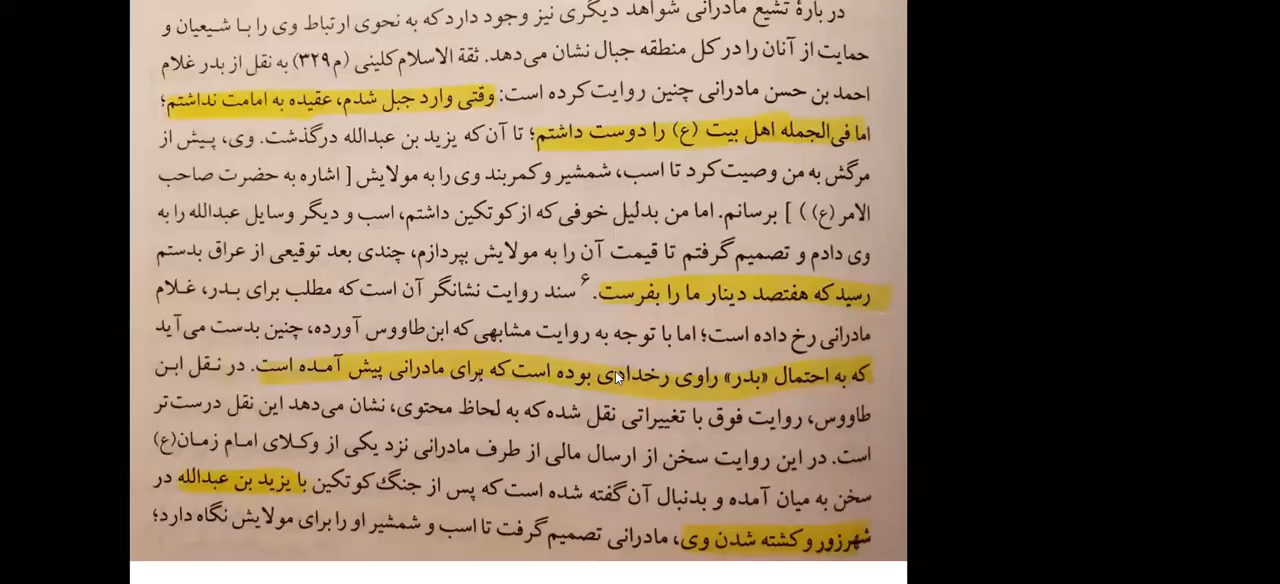 دربارهٔ تشیع مادرانی شواهد دیگری نیز وجود دارد که به نحوی ارتباط وی را با شیعیان و
حمایت از آنان را در کل منطقه جبال نشان می‌دهد. ثقة الاسلام کلینی (م ۳۲۹) به نقل از بدر غلام
احمد بن حسن مادرانی چنین روایت کرده است: وقتی وارد جبل شدم، عقیده به امامت نداشتم؛
اما فی‌الجمله اهل بیت (ع) را دوست داشتم؛ تا آن‌که یزید بن عبدالله درگذشت. وی، پیش از
مرگش به من وصیت کرد تا اسب، شمشیر و کمربند وی را به مولایش [ اشاره به حضرت صاحب
الامر (ع) ) ] برسانم. اما من بدلیل خوفی که از کوتکین داشتم، اسب و دیگر وسایل عبدالله را به
وی دادم و تصمیم گرفتم تا قیمت آن را به مولایش بپردازم، چندی بعد توقیعی از عراق بدستم
رسید که هفتصد دینار ما را بفرست.۶ سند روایت نشانگر آن است که مطلب برای بدر، غلام
مادرانی رخ داده است؛ اما با توجه به روایت مشابهی که ابن‌طاووس آورده، چنین بدست می‌آید
که به احتمال «بدر» راوی رخدادی بوده است که برای مادرانی پیش آمده است. در نقل ابن
طاووس، روایت فوق با تغییراتی نقل شده که به لحاظ محتوی، نشان می‌دهد این نقل درست‌تر
است. در این روایت سخن از ارسال مالی از طرف مادرانی نزد یکی از وکلای امام زمان(ع)
سخن به میان آمده و بدنبال آن گفته شده است که پس از جنگ کوتکین با یزید بن عبدالله در
شهرزور و کشته شدن وی، مادرانی تصمیم گرفت تا اسب و شمشیر او را برای مولایش نگاه دارد؛